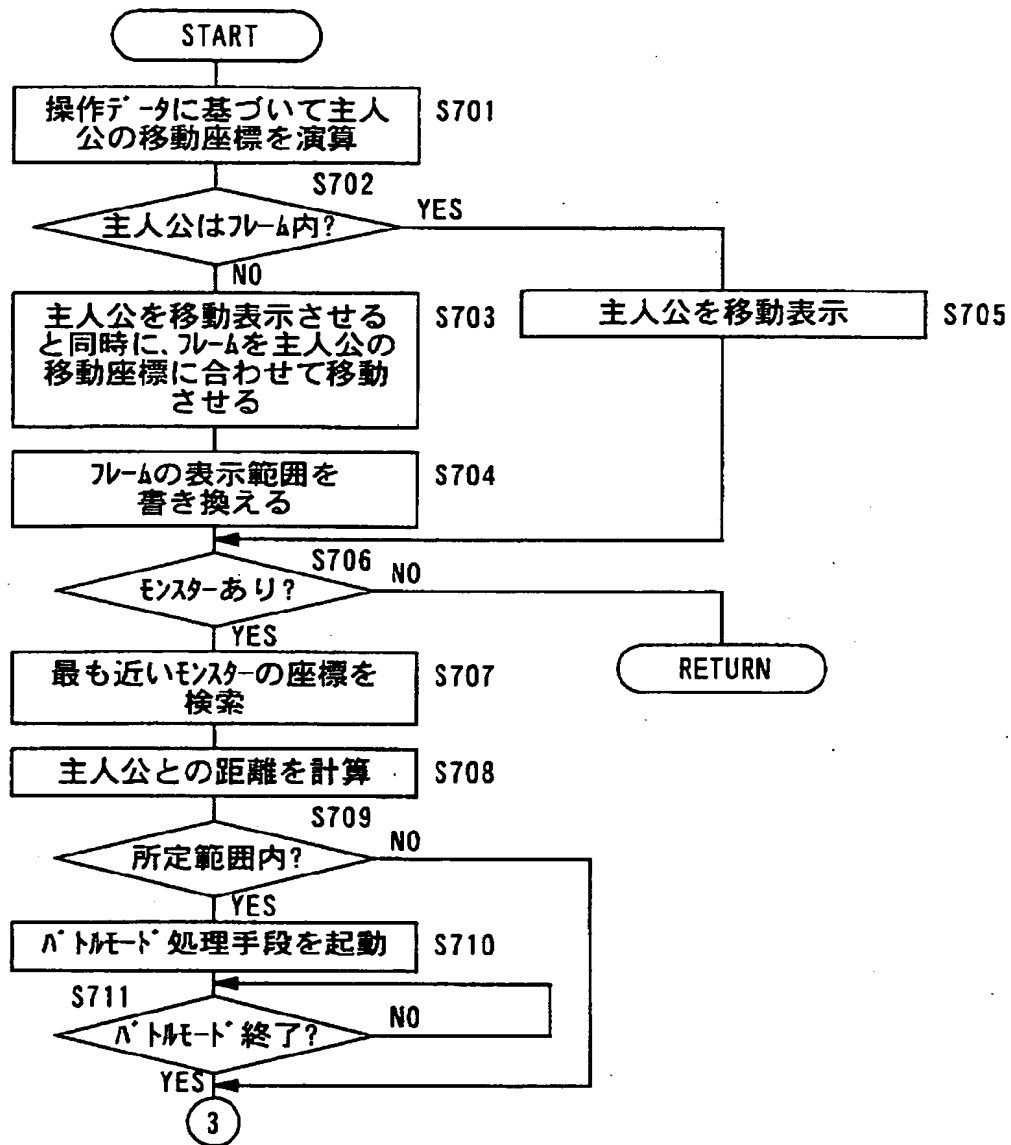 START
操作データに基づいて主人
公の移動座標を演算
S701
S702
主人公はフレーム内?
YES
NO
主人公を移動表示させる
と同時に、フレームを主人公の
移動座標に合わせて移動
させる
S703
主人公を移動表示
S705
フレームの表示範囲を
書き換える
S704
S706
モンスターあり?
NO
YES
RETURN
最も近いモンスターの座標を
検索
S707
主人公との距離を計算
S708
S709
所定範囲内?
NO
YES
バトルモード処理手段を起動
S710
S711
バトルモード終了?
NO
YES
3